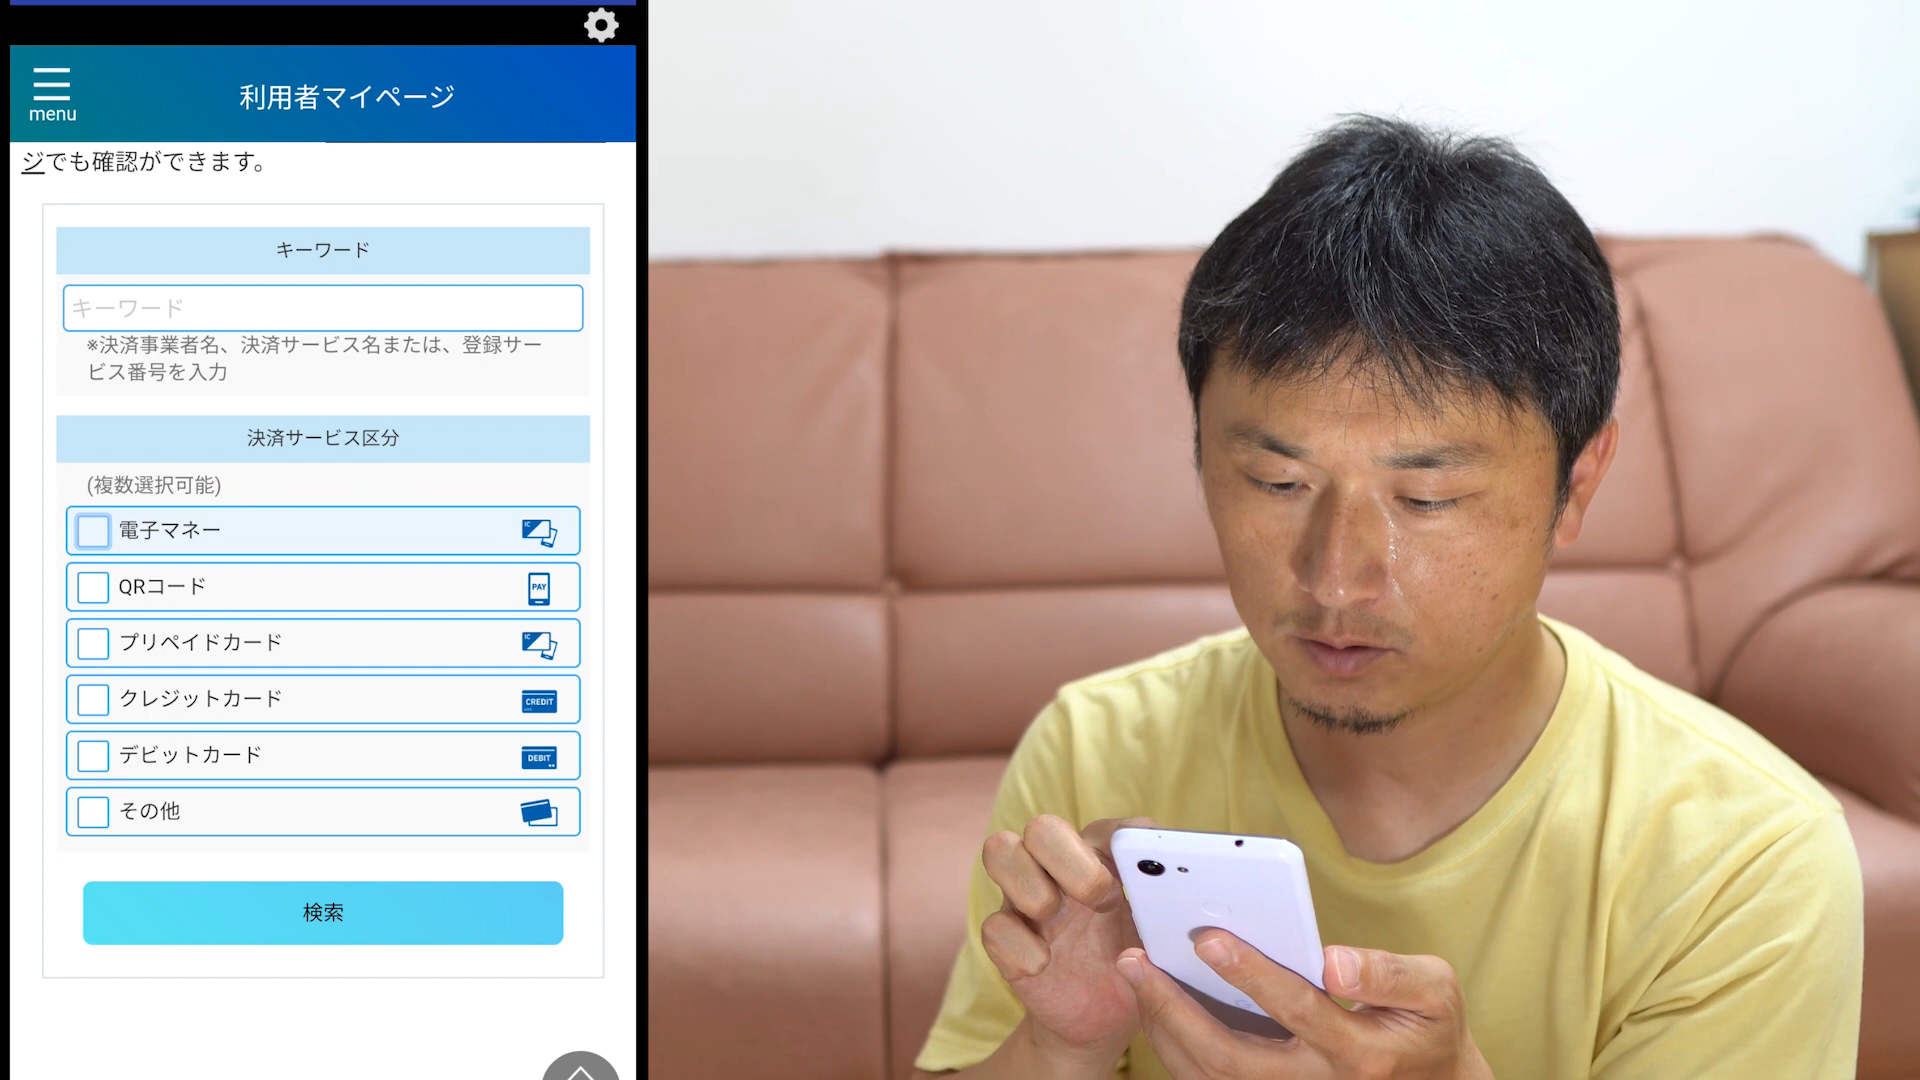 menu
利用者マイページ
ジでも確認ができます。
キーワード
キーワード
※決済事業者名、決済サービス名または、登録サー
ビス番号を入力
決済サービス区分
(複数選択可能)
電子マネー
IC
QRコード
PAY
プリペイドカード
IC
クレジットカード
CREDIT
デビットカード
DEBIT
その他
検索